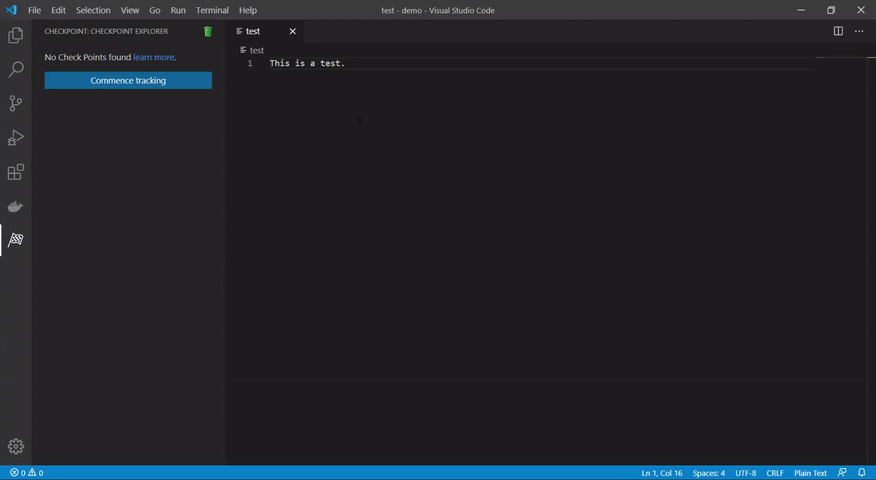 File Edit Selection View Go Run Terminal Help
test - demo - Visual Studio Code
CHECKPOINT: CHECKPOINT EXPLORER
test
No Check Points found learn more.
test
Commence tracking
1 This is a test.
0 0
Ln 1, Col 16 Spaces: 4 UTF-8 CRLF Plain Text